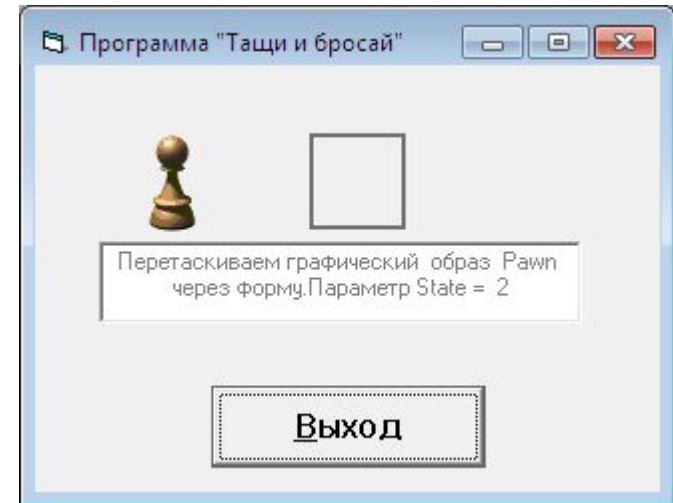 Программа "Тащи и бросай"
Перетаскиваем графический образ Pawn
через форму.Параметр State = 2
Выход